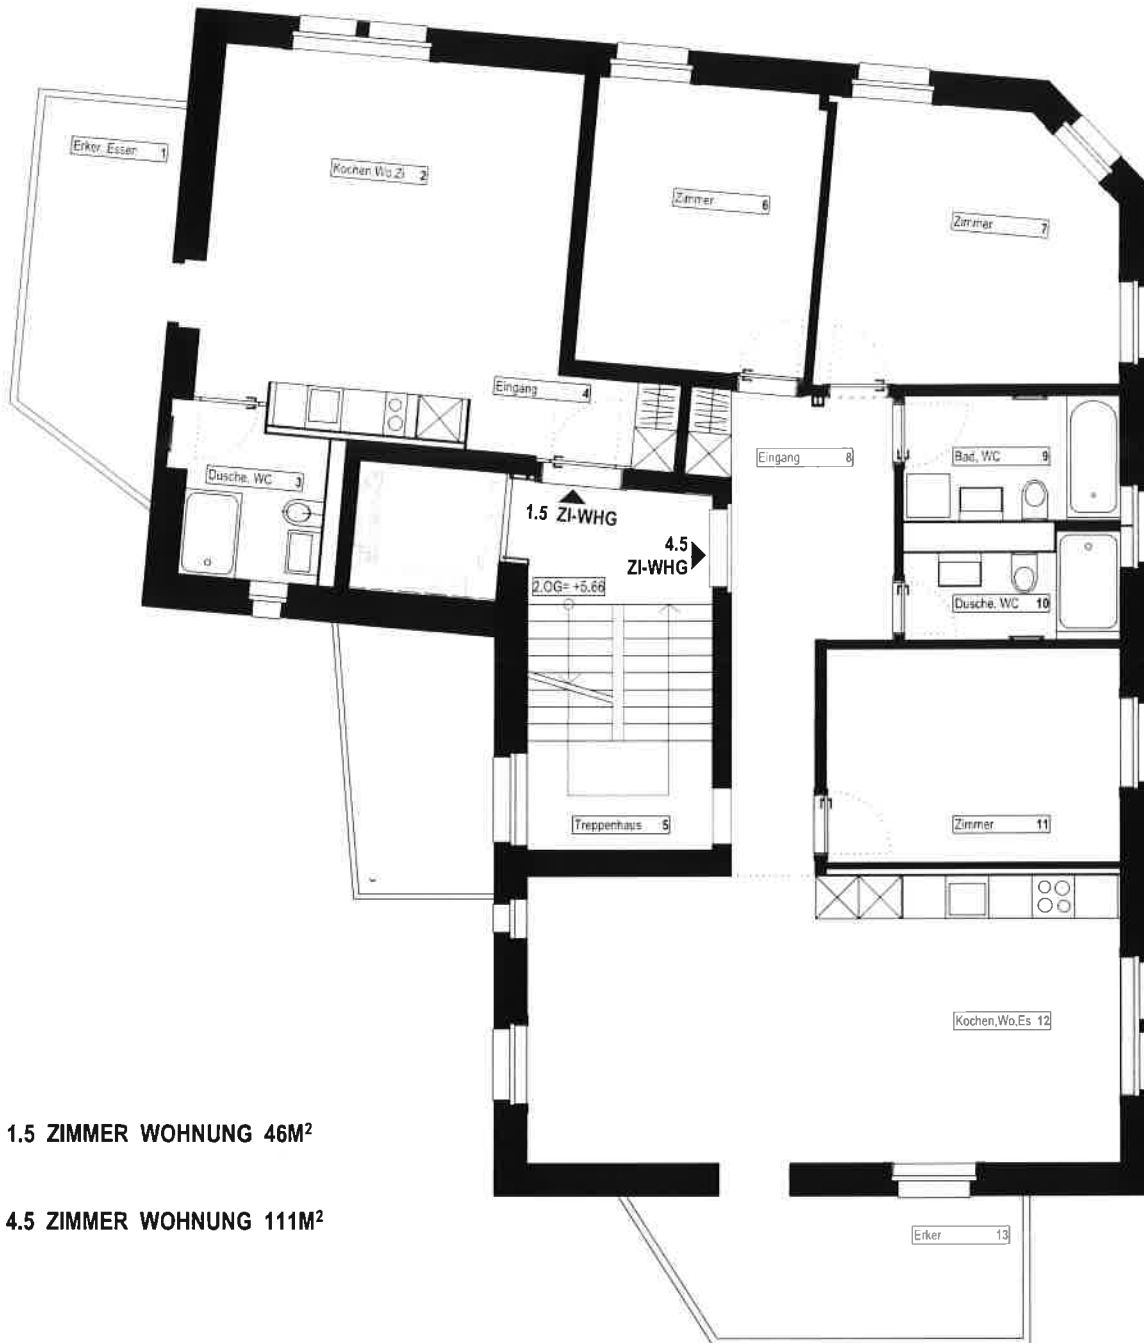 Erker, Essen 1
Kochen,Wo,Zi 2
Zimmer 6
Zimmer 7
Eingang 4
Eingang 8
Bad, WC 9
Dusche, WC 3
1.5 ZI-WHG
4.5
ZI-WHG
2.OG= +5.66
Dusche, WC 10
Treppenhaus 5
Zimmer 11
Kochen,Wo,Es 12
1.5 ZIMMER WOHNUNG 46M²
4.5 ZIMMER WOHNUNG 111M²
Erker 13